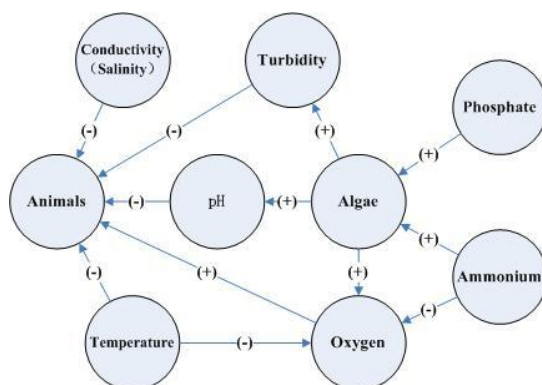 Conductivity
(Salinity)
Turbidity
Phosphate
(-)
(-)
(+)
(+)
Animals
(-)
pH
(+)
Algae
(+)
(-)
(+)
(+)
(-)
Ammonium
Temperature
(-)
Oxygen